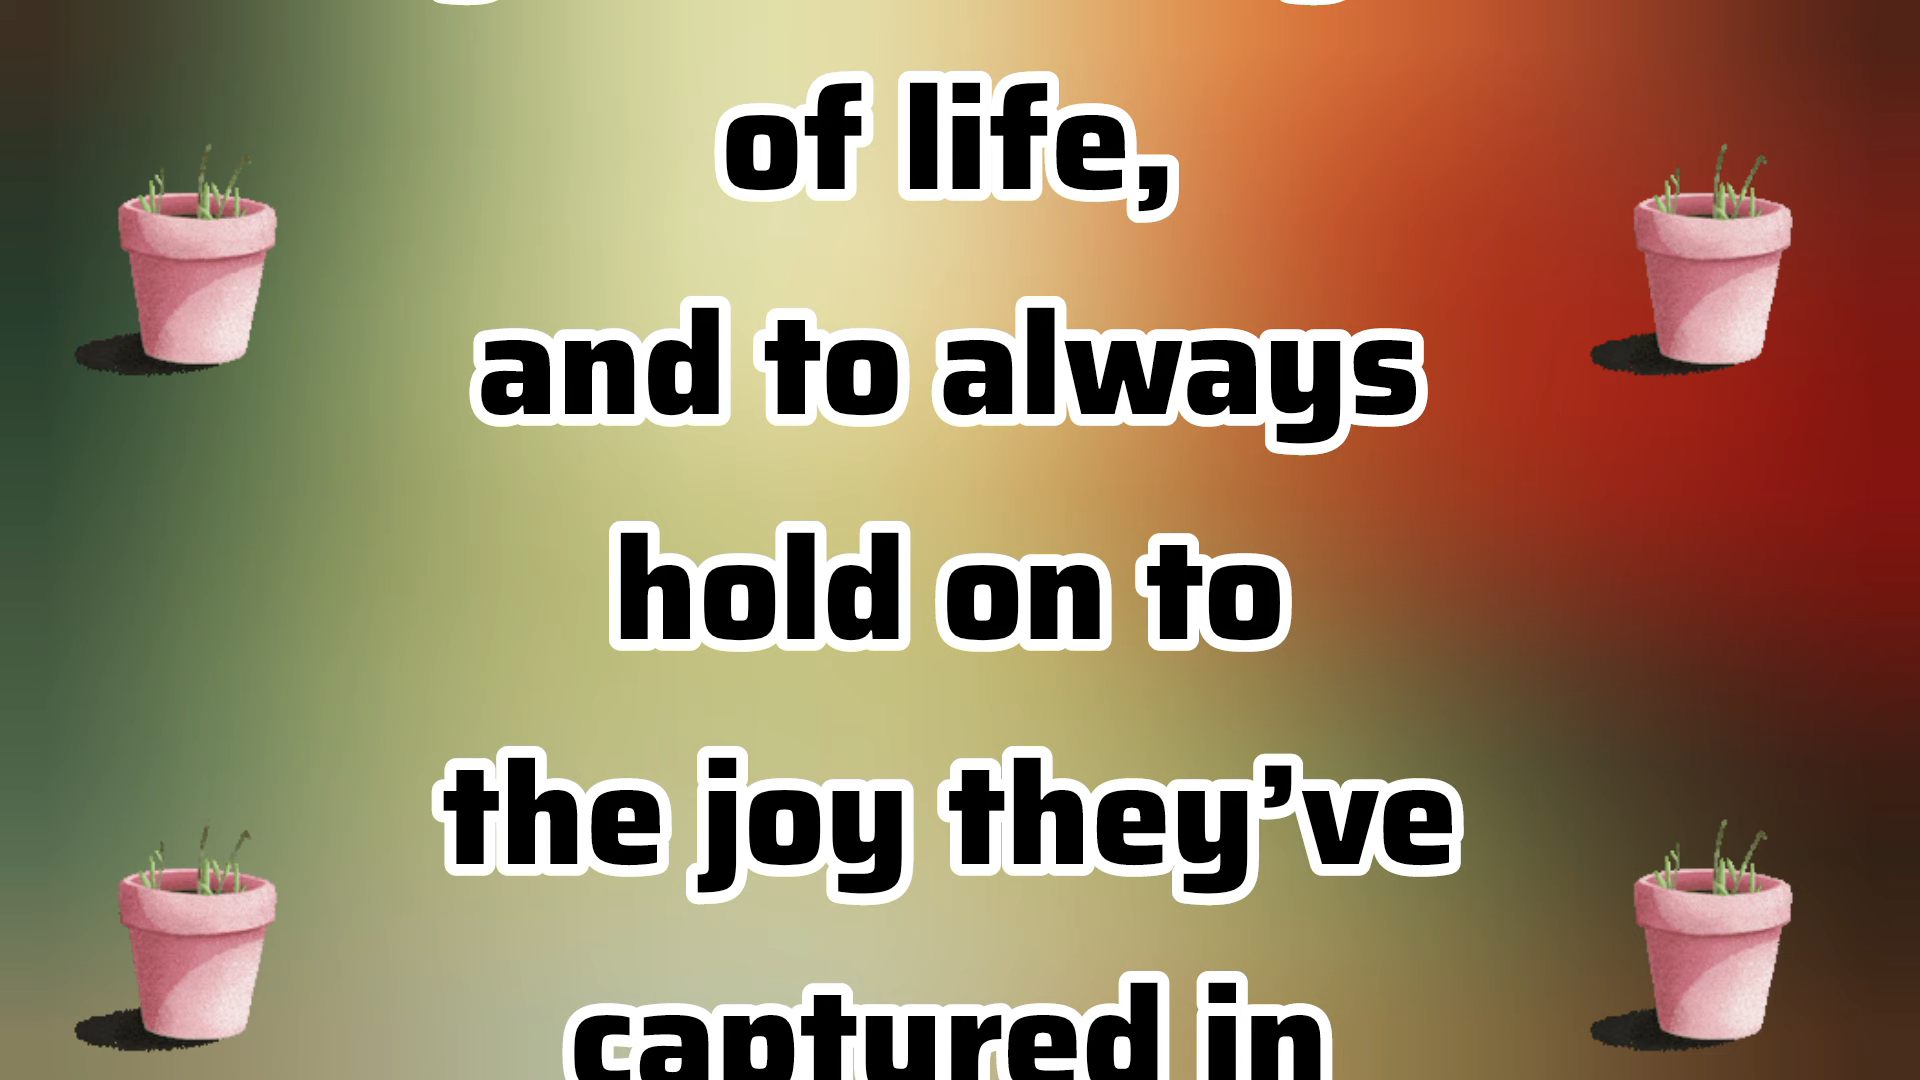 of life,
and to always
hold on to
the joy they’ve
captured in